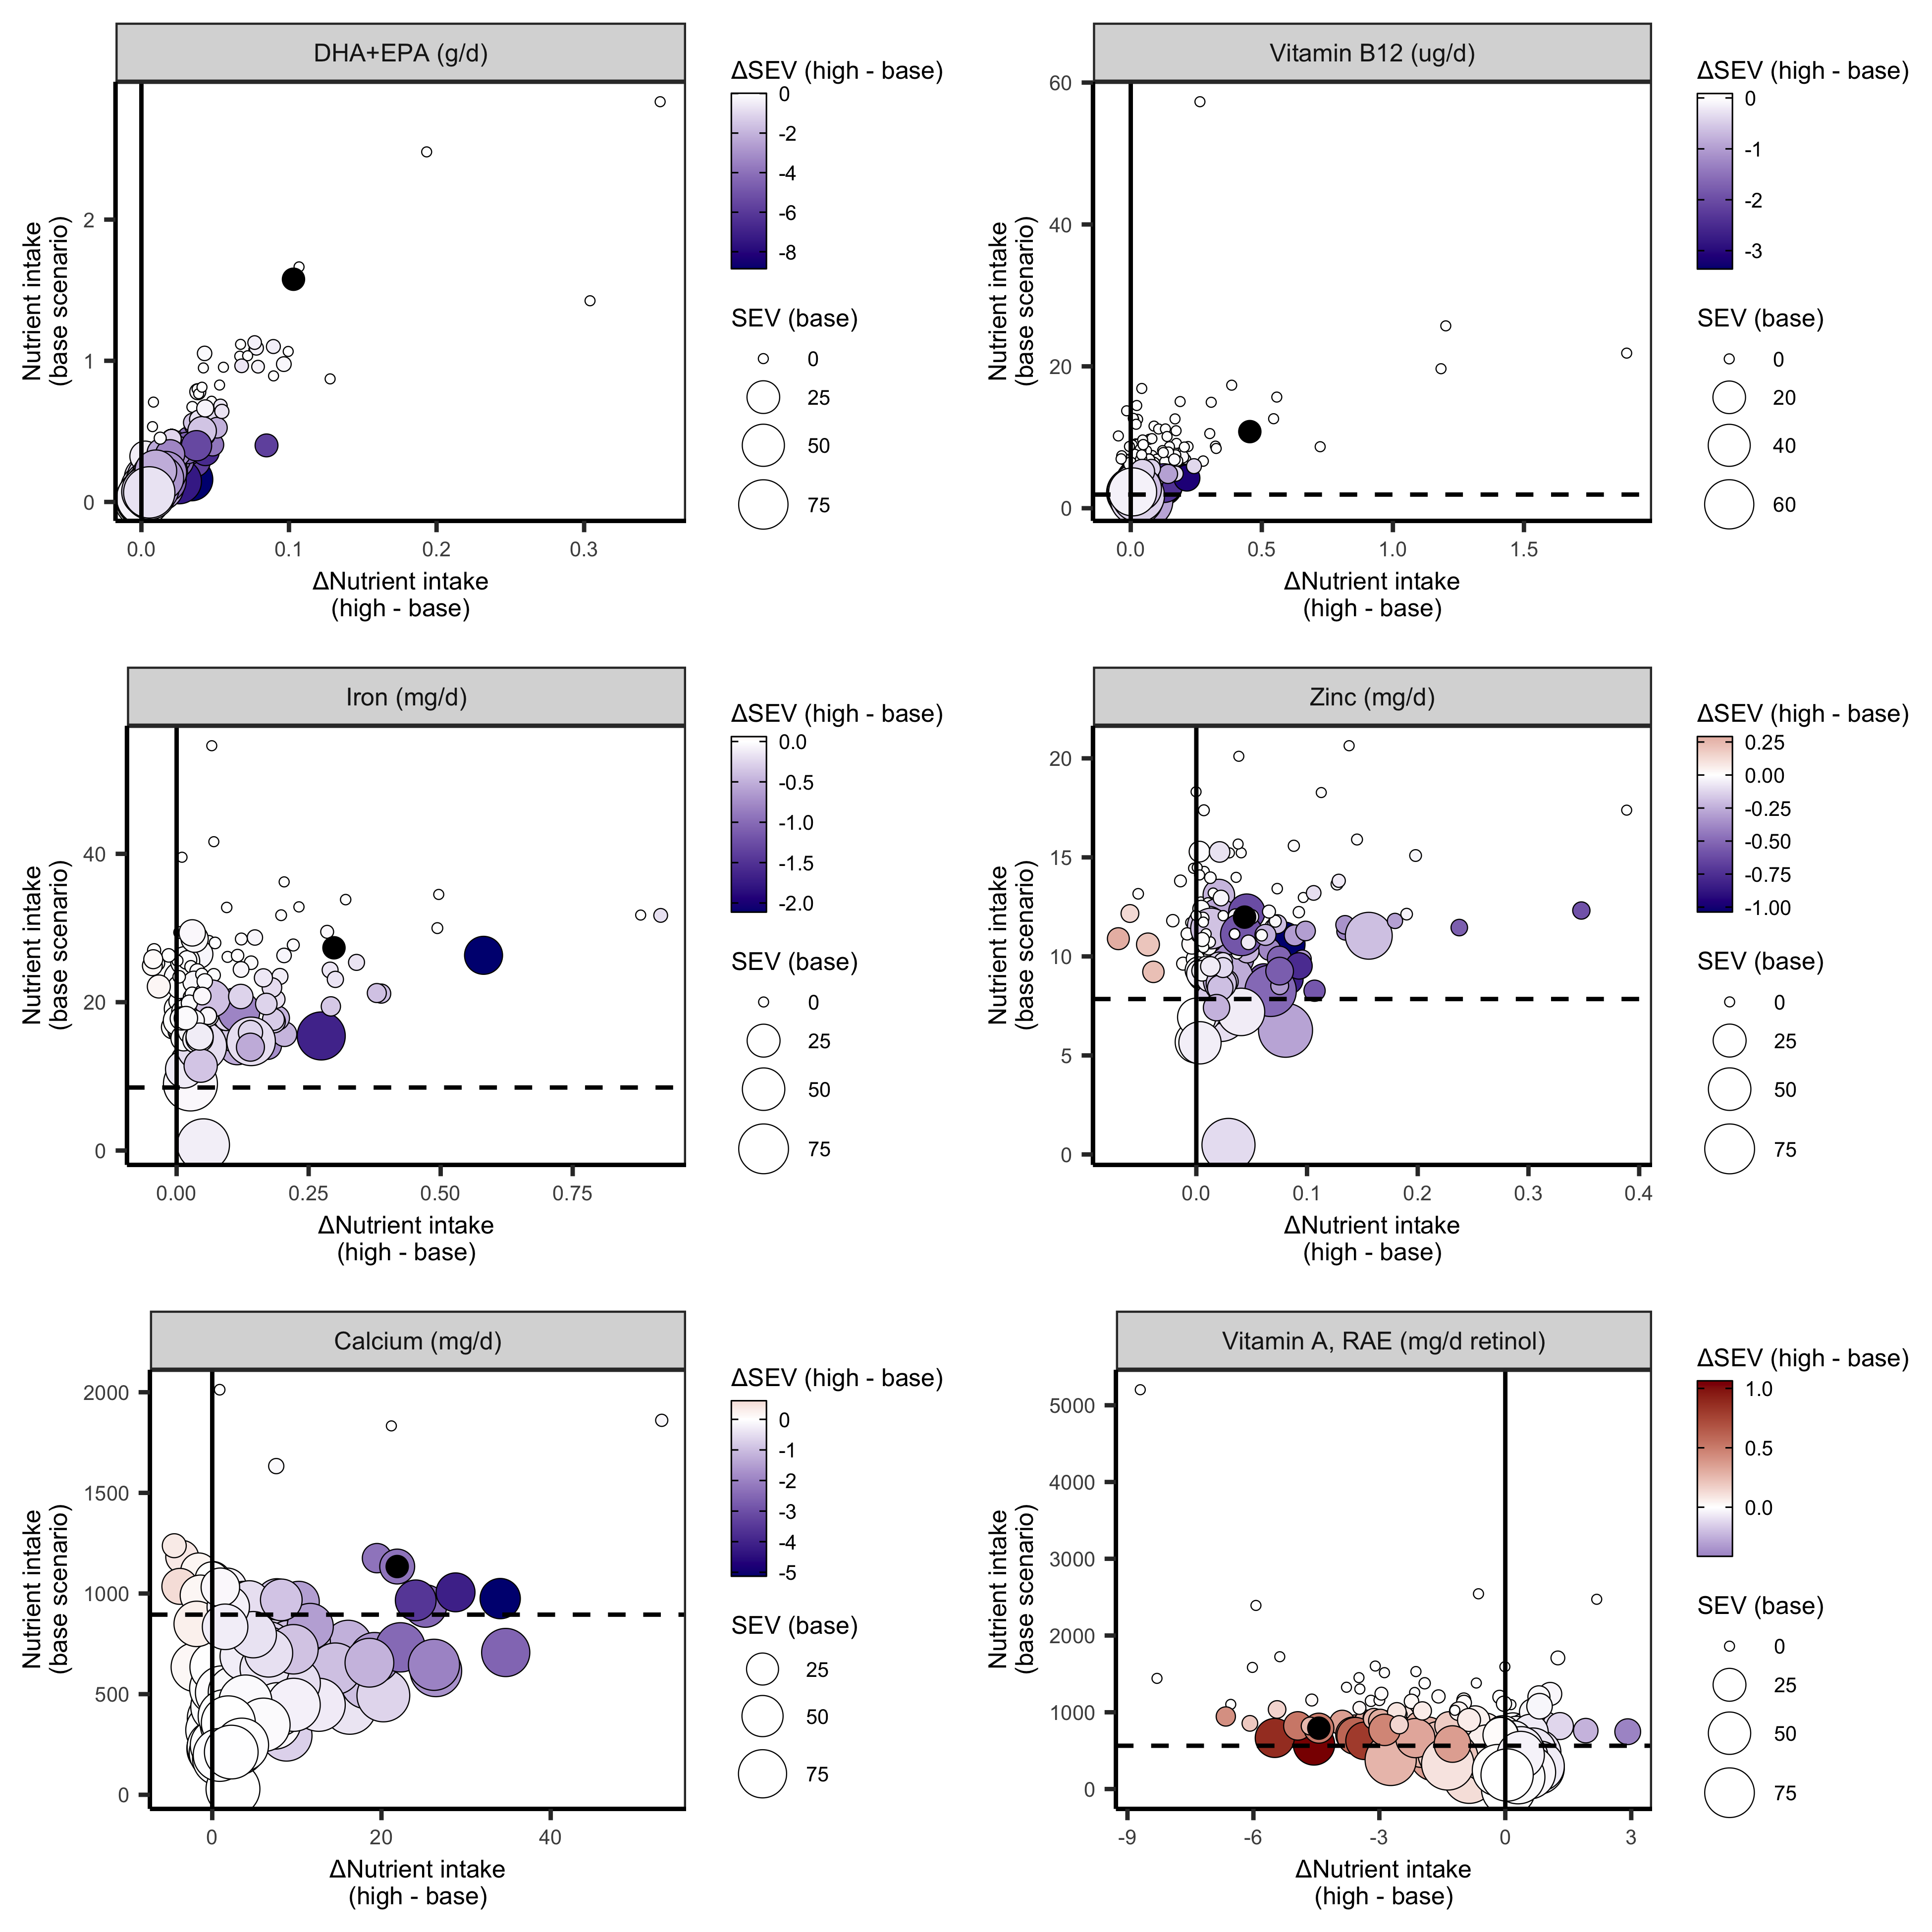 DHA+EPA (g/d)
Nutrient intake
(base scenario)
2
1
0
0.0
0.1
0.2
0.3
ΔNutrient intake
(high - base)
ΔSEV (high - base)
0
-2
-4
-6
-8
SEV (base)
0
25
50
75
Vitamin B12 (ug/d)
Nutrient intake
(base scenario)
60
40
20
0
0.0
0.5
1.0
1.5
ΔNutrient intake
(high - base)
ΔSEV (high - base)
0
-1
-2
-3
SEV (base)
0
20
40
60
Iron (mg/d)
Nutrient intake
(base scenario)
40
20
0
0.00
0.25
0.50
0.75
ΔNutrient intake
(high - base)
ΔSEV (high - base)
0.0
-0.5
-1.0
-1.5
-2.0
SEV (base)
0
25
50
75
Zinc (mg/d)
Nutrient intake
(base scenario)
20
15
10
5
0
0.0
0.1
0.2
0.3
0.4
ΔNutrient intake
(high - base)
ΔSEV (high - base)
0.25
0.00
-0.25
-0.50
-0.75
-1.00
SEV (base)
0
25
50
75
Calcium (mg/d)
Nutrient intake
(base scenario)
2000
1500
1000
500
0
0
20
40
ΔNutrient intake
(high - base)
ΔSEV (high - base)
0
-1
-2
-3
-4
-5
SEV (base)
25
50
75
Vitamin A, RAE (mg/d retinol)
Nutrient intake
(base scenario)
5000
4000
3000
2000
1000
0
-9
-6
-3
0
3
ΔNutrient intake
(high - base)
ΔSEV (high - base)
1.0
0.5
0.0
SEV (base)
0
25
50
75